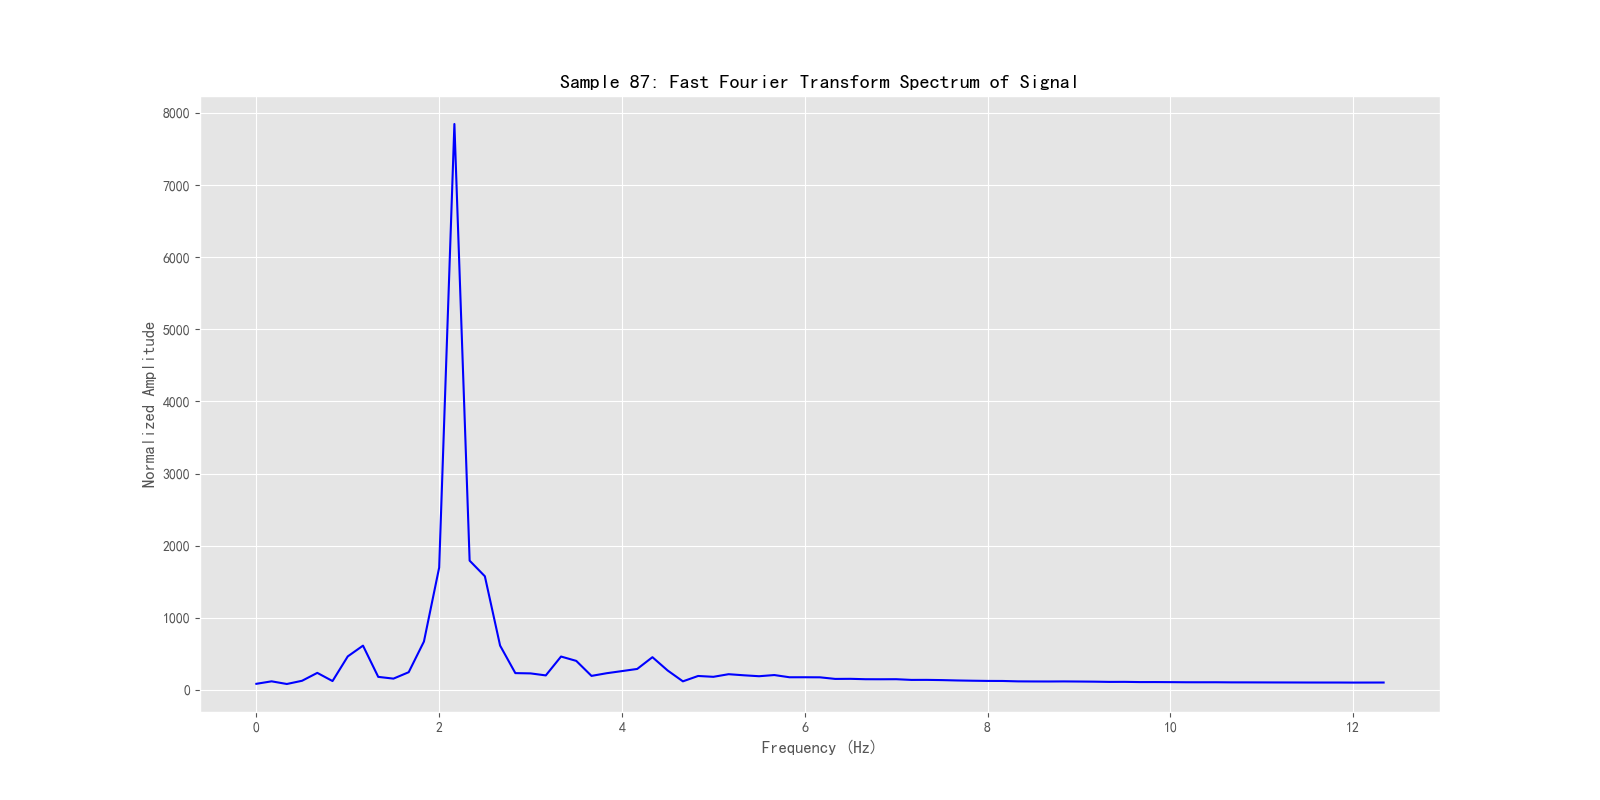 Sample 87: Fast Fourier Transform Spectrum of Signal
8000
7000
6000
5000
4000
3000
2000
1000
0
Normalized Amplitude
0 2 4 6 8 10 12
Frequency (Hz)